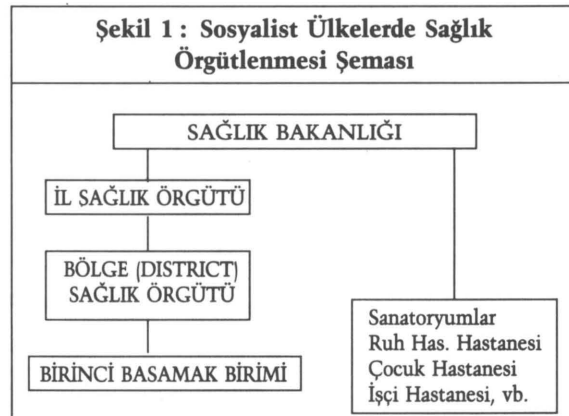 Şekil 1 : Sosyalist Ülkelerde Sağlık
Örgütlenmesi Şeması
SAĞLIK BAKANLIĞI
İL SAĞLIK ÖRGÜTÜ
BÖLGE (DISTRICT)
SAĞLIK ÖRGÜTÜ
BİRİNCİ BASAMAK BİRİMİ
Sanatoryumlar
Ruh Has. Hastanesi
Çocuk Hastanesi
İşçi Hastanesi, vb.